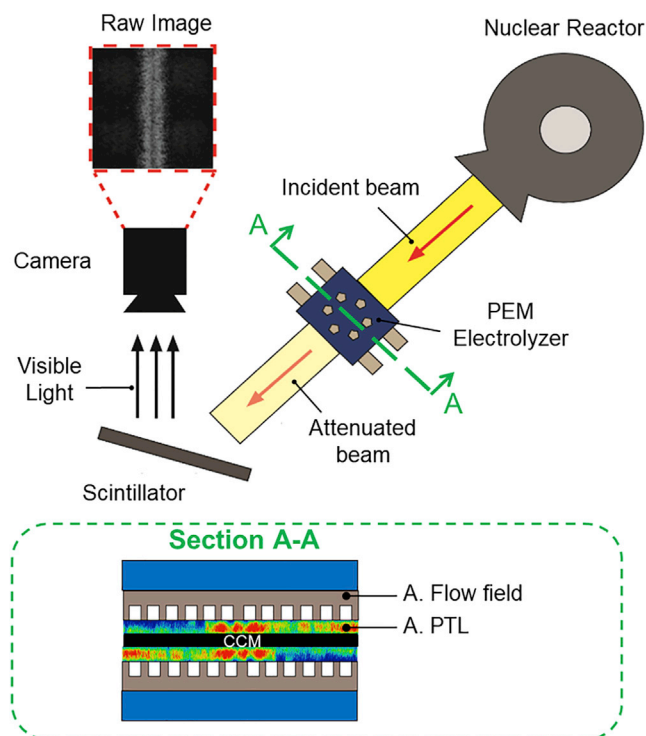 Raw Image
Nuclear Reactor
Incident beam
A
Camera
PEM
Electrolyzer
Visible
Light
A
Attenuated
beam
Scintillator
Section A-A
A. Flow field
A. PTL
CCM